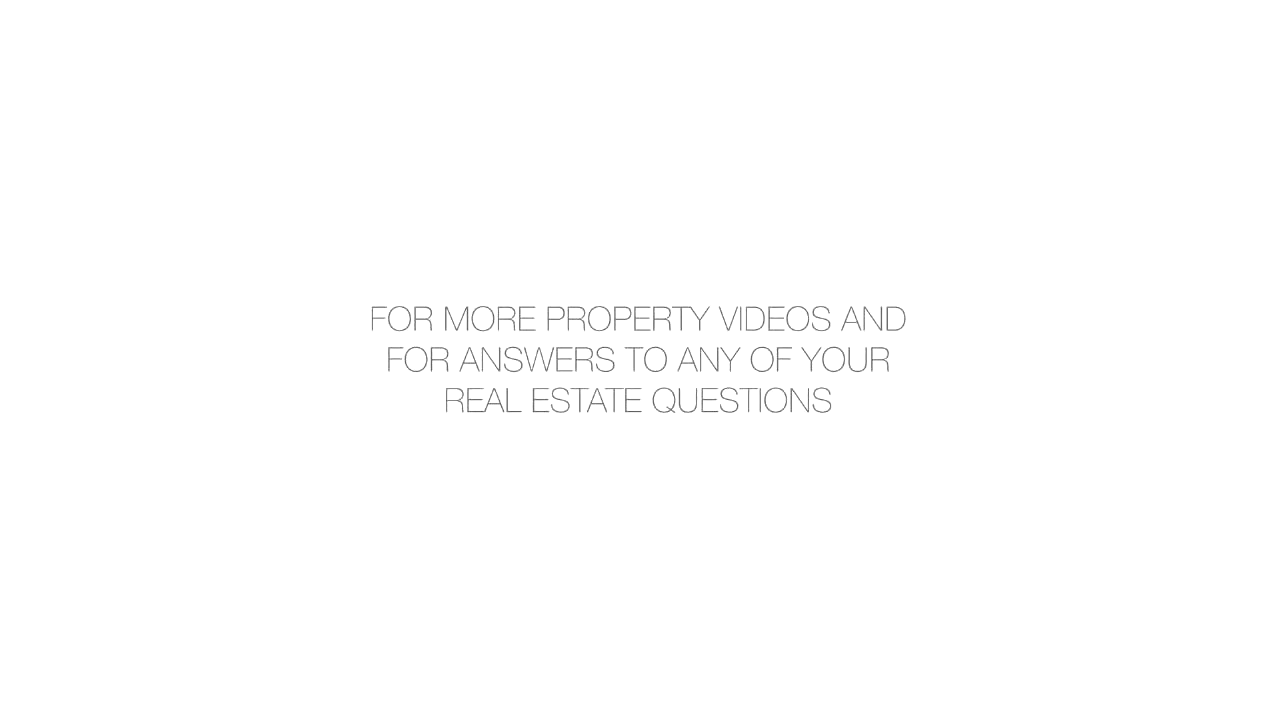 FOR MORE PROPERTY VIDEOS AND
FOR ANSWERS TO ANY OF YOUR
REAL ESTATE QUESTIONS